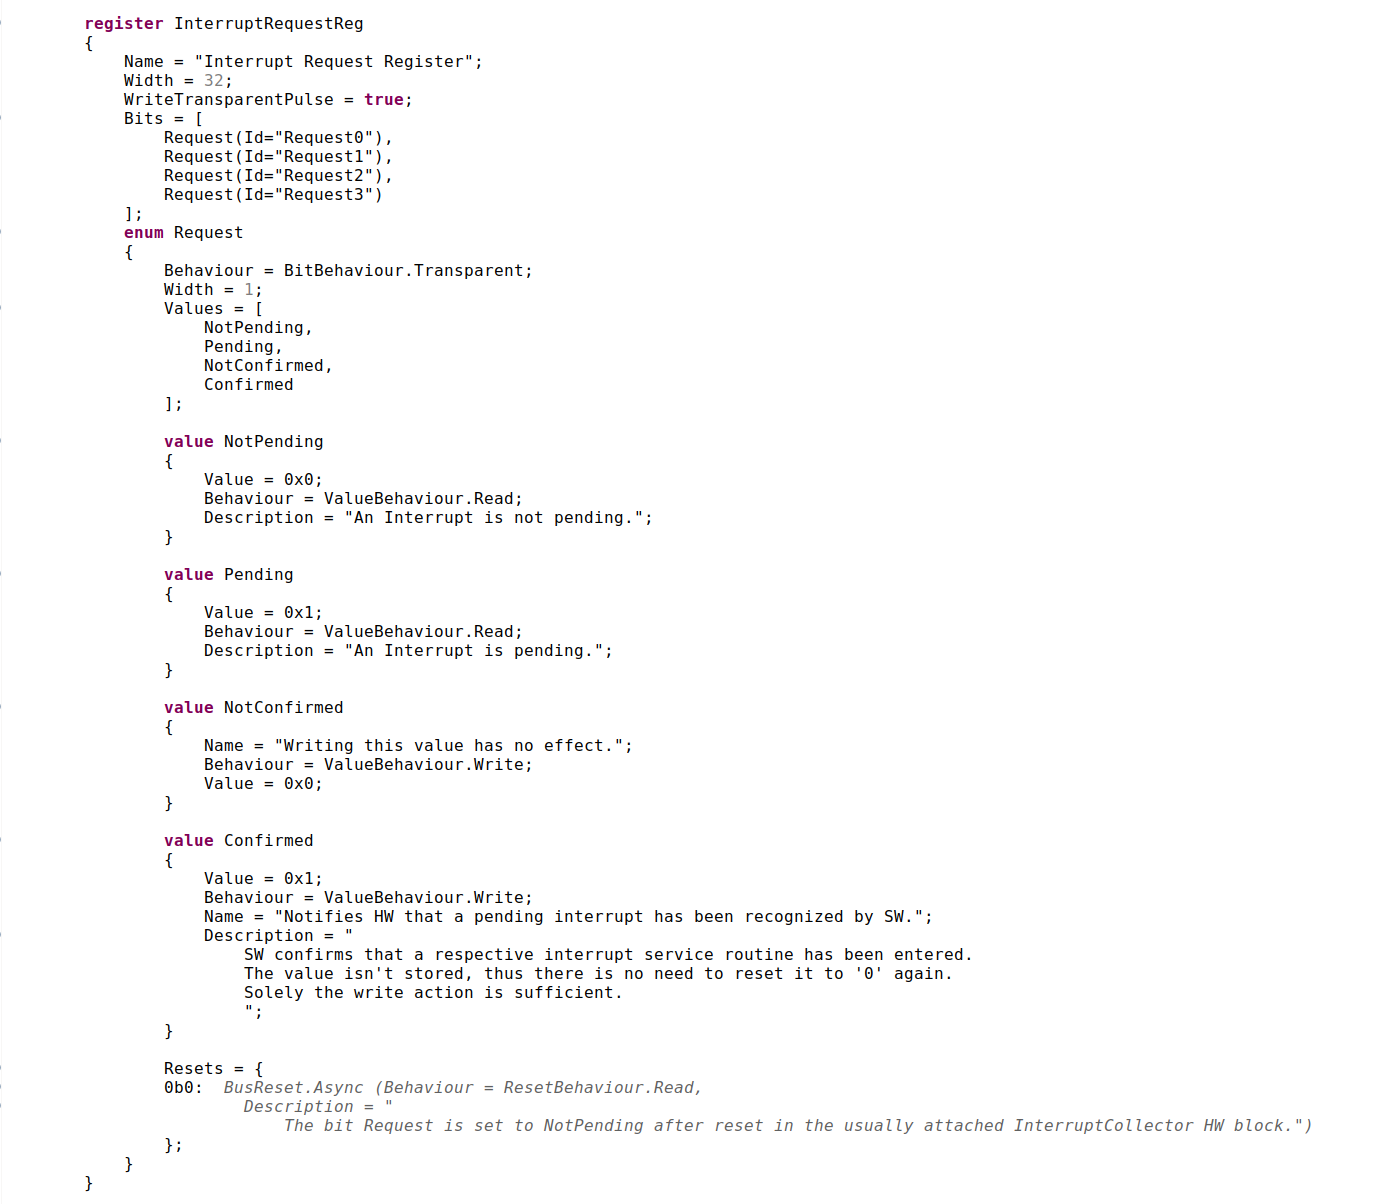 register InterruptRequestReg
{
    Name = "Interrupt Request Register";
    Width = 32;
    WriteTransparentPulse = true;
    Bits = [
        Request(Id="Request0"),
        Request(Id="Request1"),
        Request(Id="Request2"),
        Request(Id="Request3")
    ];
    enum Request
    {
        Behaviour = BitBehaviour.Transparent;
        Width = 1;
        Values = [
            NotPending,
            Pending,
            NotConfirmed,
            Confirmed
        ];

        value NotPending
        {
            Value = 0x0;
            Behaviour = ValueBehaviour.Read;
            Description = "An Interrupt is not pending.";
        }

        value Pending
        {
            Value = 0x1;
            Behaviour = ValueBehaviour.Read;
            Description = "An Interrupt is pending.";
        }

        value NotConfirmed
        {
            Name = "Writing this value has no effect.";
            Behaviour = ValueBehaviour.Write;
            Value = 0x0;
        }

        value Confirmed
        {
            Value = 0x1;
            Behaviour = ValueBehaviour.Write;
            Name = "Notifies HW that a pending interrupt has been recognized by SW.";
            Description = "
                SW confirms that a respective interrupt service routine has been entered.
                The value isn't stored, thus there is no need to reset it to '0' again.
                Solely the write action is sufficient.
                ";
        }

        Resets = {
        0b0:  BusReset.Async (Behaviour = ResetBehaviour.Read,
                Description = "
                    The bit Request is set to NotPending after reset in the usually attached InterruptCollector HW block.")
        };
    }
}